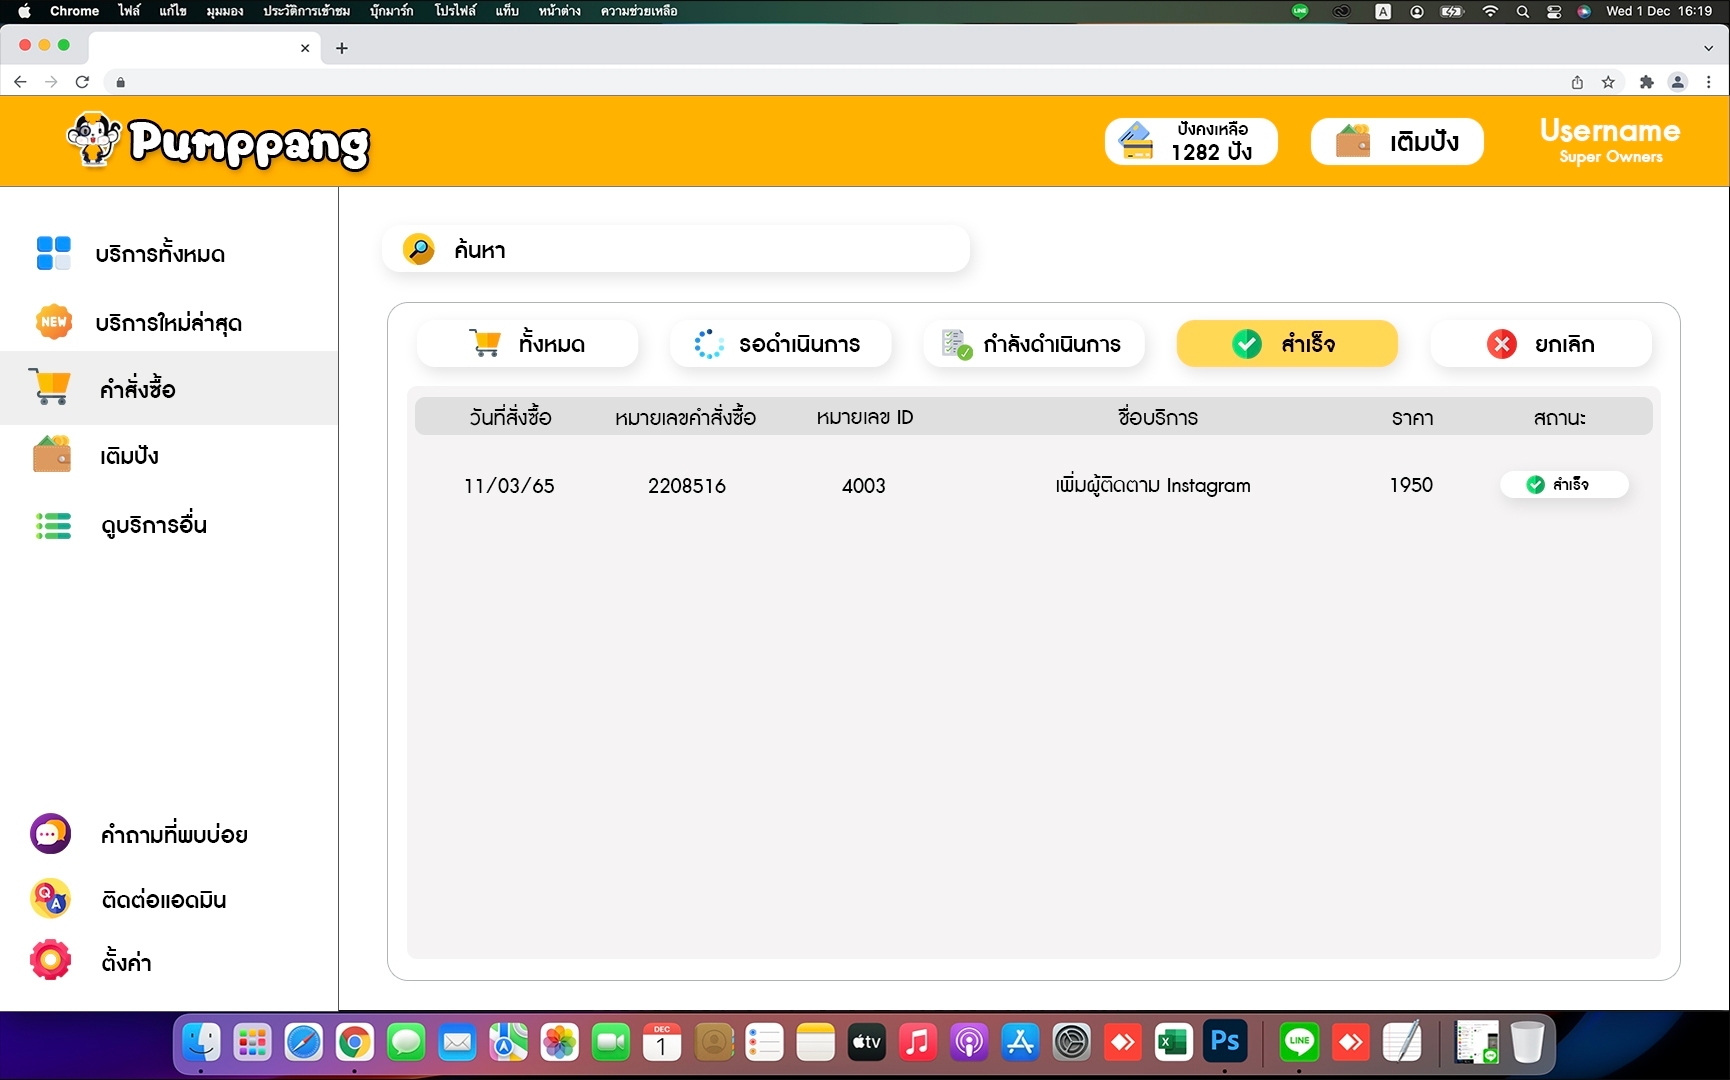 Chrome ไฟล์ แก้ไข มุมมอง ประวัติการเข้าชม บุ๊กมาร์ก โปรไฟล์ แท็บ หน้าต่าง ความช่วยเหลือ LINE A Wed 1 Dec 16:19
Pumppang
ปังคงเหลือ
1282 ปัง
เติมปัง
Username
Super Owners
บริการทั้งหมด
NEW บริการใหม่ล่าสุด
คำสั่งซื้อ
เติมปัง
ดูบริการอื่น
คำถามที่พบบ่อย
Q A ติดต่อแอดมิน
ตั้งค่า
ค้นหา
ทั้งหมด รอดำเนินการ กำลังดำเนินการ สำเร็จ ยกเลิก
วันที่สั่งซื้อ หมายเลขคำสั่งซื้อ หมายเลข ID ชื่อบริการ ราคา สถานะ
11/03/65 2208516 4003 เพิ่มผู้ติดตาม Instagram 1950 สำเร็จ
DEC
1
tv
X
Ps
LINE